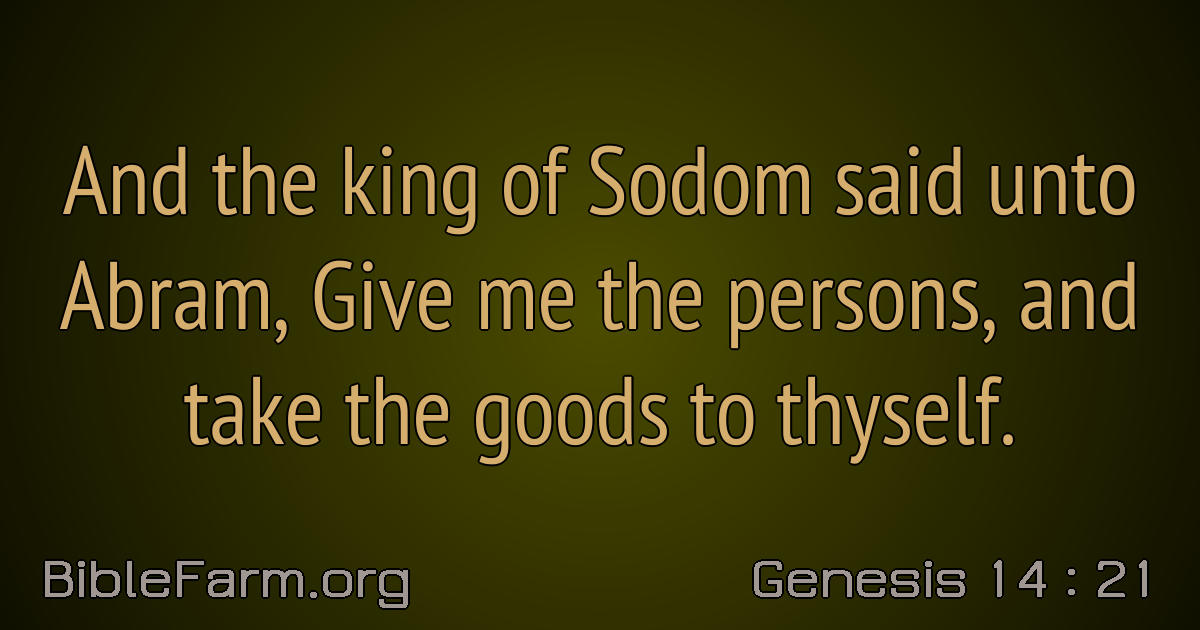 And the king of Sodom said unto
Abram, Give me the persons, and
take the goods to thyself.
BibleFarm.org
Genesis 14 : 21